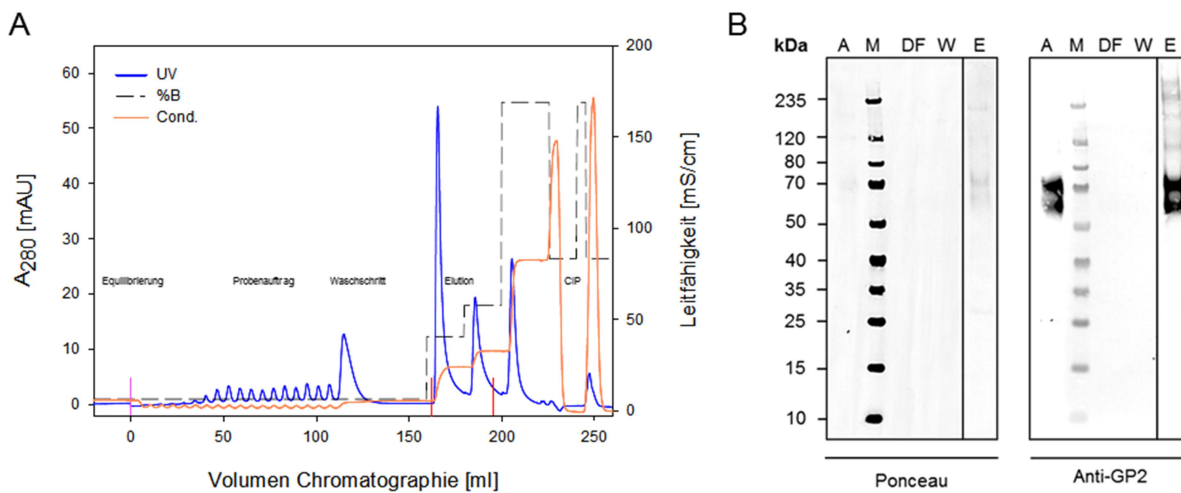 A
60
50
40
30
20
10
0
A280 [mAU]
UV
%B
Cond.
Equilibrierung
Probenauftrag
Waschschritt
Elution
CIP
200
150
100
50
0
Leitfähigkeit [mS/cm]
0
50
100
150
200
250
Volumen Chromatographie [ml]
B
kDa A M DF W E
235
120
80
70
50
40
35
25
15
10
Ponceau
A M DF W E
Anti-GP2